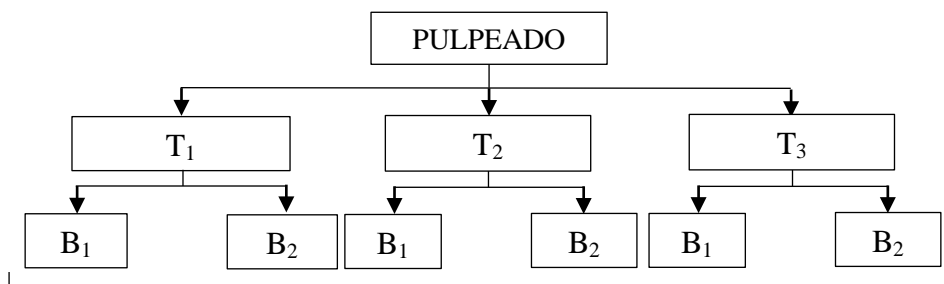 PULPEADO
T₁ T₂ T₃
B₁ B₂ B₁ B₂ B₁ B₂